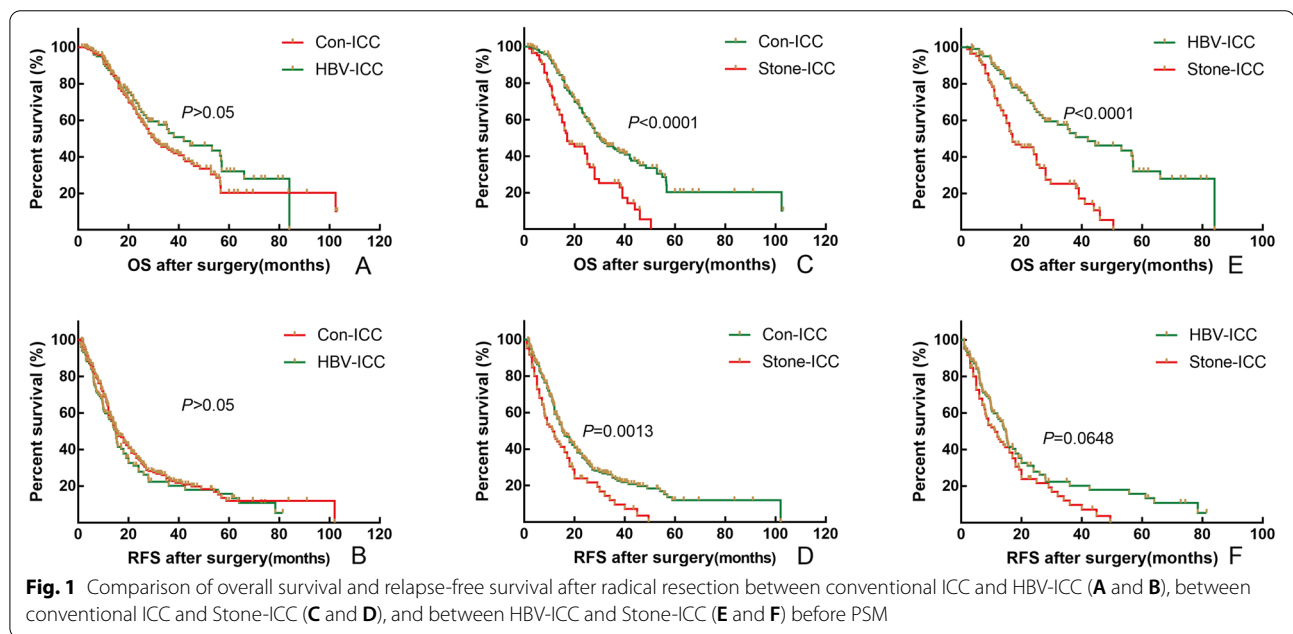 Con-ICC
HBV-ICC
P>0.05
Percent survival (%)
100
80
60
40
20
0 20 40 60 80 100 120
OS after surgery(months)
A
Con-ICC
Stone-ICC
P<0.0001
Percent survival (%)
100
80
60
40
20
0 20 40 60 80 100 120
OS after surgery(months)
C
HBV-ICC
Stone-ICC
P<0.0001
Percent survival (%)
100
80
60
40
20
0 20 40 60 80 100
OS after surgery(months)
E
Con-ICC
HBV-ICC
P>0.05
Percent survival (%)
100
80
60
40
20
0 20 40 60 80 100 120
RFS after surgery(months)
B
Con-ICC
Stone-ICC
P=0.0013
Percent survival (%)
100
80
60
40
20
0 20 40 60 80 100 120
RFS after surgery(months)
D
HBV-ICC
Stone-ICC
P=0.0648
Percent survival (%)
100
80
60
40
20
0 20 40 60 80 100
RFS after surgery(months)
F
Fig. 1 Comparison of overall survival and relapse-free survival after radical resection between conventional ICC and HBV-ICC (A and B), between
conventional ICC and Stone-ICC (C and D), and between HBV-ICC and Stone-ICC (E and F) before PSM